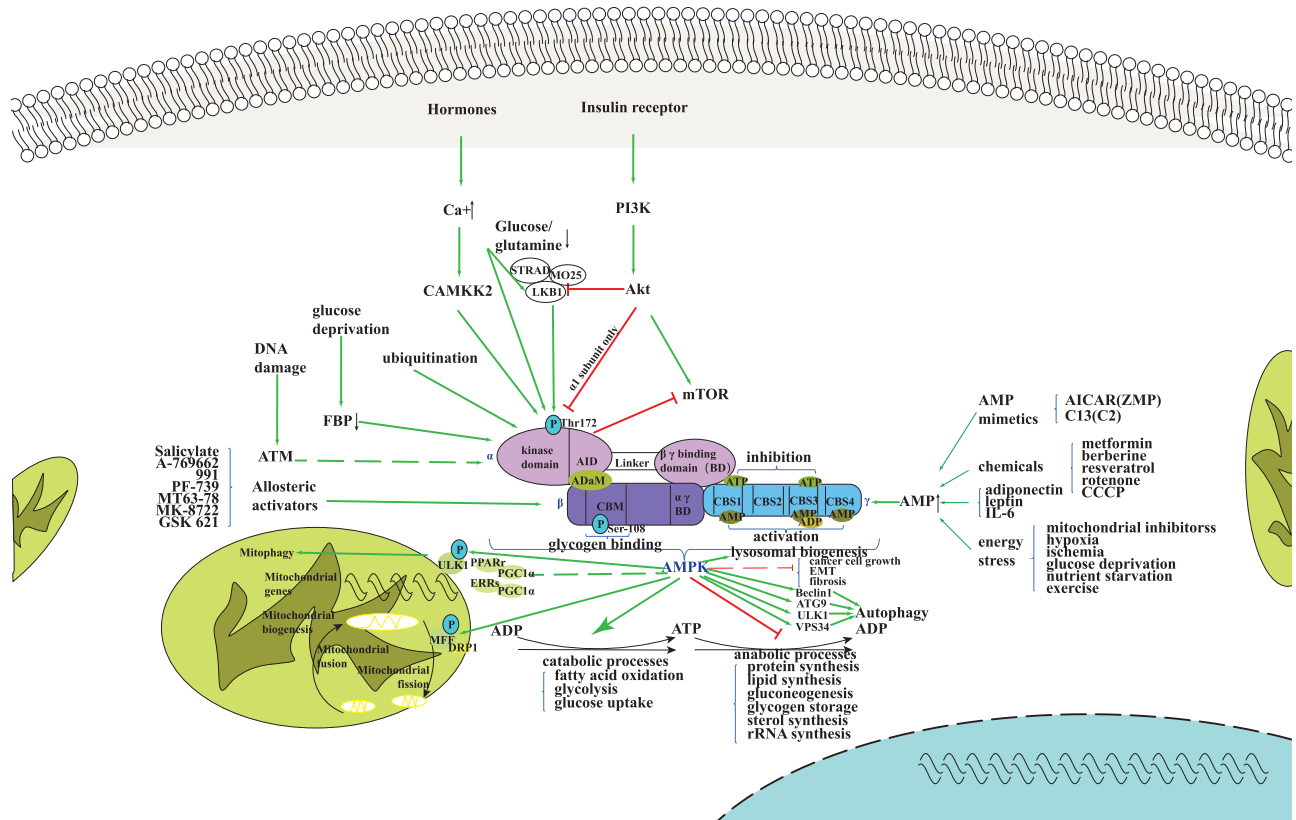 Hormones
Insulin receptor
Ca+
PI3K
Glucose/
glutamine
STRAD
MO25
LKB1
CAMKK2
Akt
glucose
deprivation
DNA
damage
ubiquitination
α1 subunit only
mTOR
FBP
P
Thr172
AMP
mimetics
AICAR(ZMP)
C13(C2)
ATM
α
kinase
domain
AID
Linker
β γ binding
domain（BD）
inhibition
chemicals
metformin
berberine
resveratrol
rotenone
CCCP
Salicylate
A-769662
991
PF-739
MT63-78
MK-8722
GSK 621
Allosteric
activators
ADaM
β
CBM
α γ
BD
P
Ser-108
ATP
ATP
CBS1
CBS2
CBS3
CBS4
AMP
AMP
ADP
AMP
γ
AMP
adiponectin
leptin
IL-6
activation
glycogen binding
energy
stress
mitochondrial inhibitorss
hypoxia
ischemia
glucose deprivation
nutrient starvation
exercise
Mitophagy
P
ULK1
PPARr
PGC1α
ERRs
PGC1α
AMPK
lysosomal biogenesis
cancer cell growth
EMT
fibrosis
Beclin1
ATG9
ULK1
VPS34
Autophagy
Mitochondrial
genes
Mitochondrial
biogenesis
Mitochondrial
fusion
Mitochondrial
fission
P
MFF
DRP1
ADP
ATP
ADP
catabolic processes
fatty acid oxidation
glycolysis
glucose uptake
anabolic processes
protein synthesis
lipid synthesis
gluconeogenesis
glycogen storage
sterol synthesis
rRNA synthesis